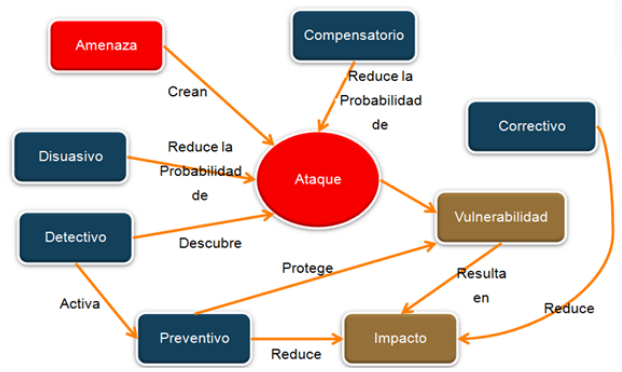 Compensatorio
Amenaza
Reduce la
Probabilidad
de
Crean
Correctivo
Disuasivo
Reduce la
Probabilidad
de
Ataque
Vulnerabilidad
Detectivo
Descubre
Protege
Resulta
en
Activa
Reduce
Preventivo
Reduce
Impacto